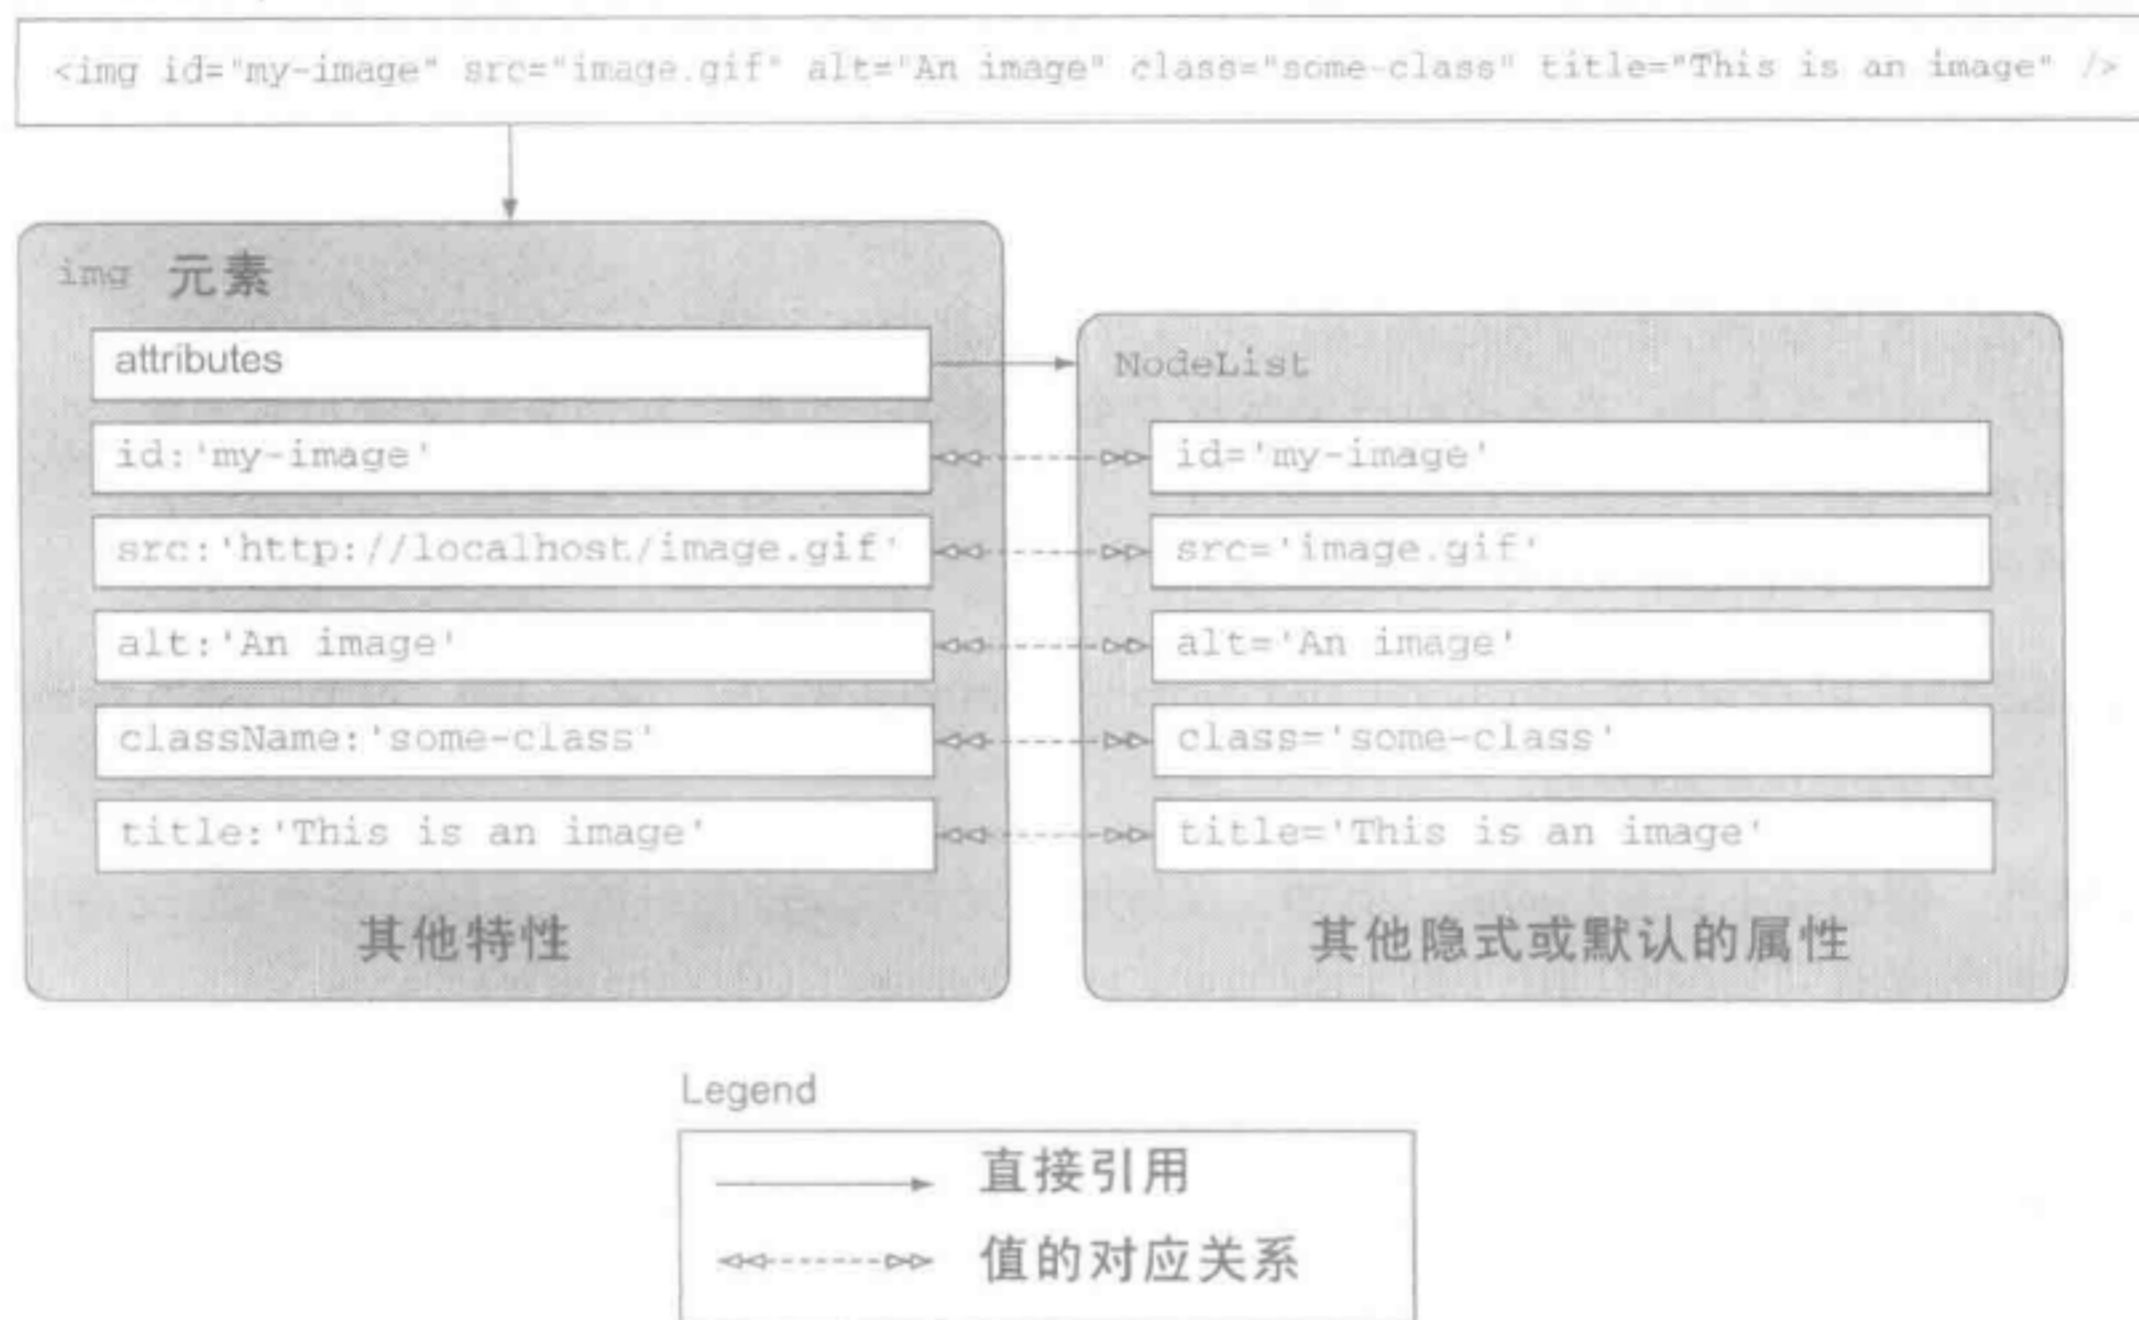 <img id="my-image" src="image.gif" alt="An image" class="some-class" title="This is an image" />
img 元素
attributes
id:'my-image'
src:'http://localhost/image.gif'
alt:'An image'
className:'some-class'
title:'This is an image'
其他特性
NodeList
id='my-image'
src='image.gif'
alt='An image'
class='some-class'
title='This is an image'
其他隐式或默认的属性
Legend
直接引用
值的对应关系